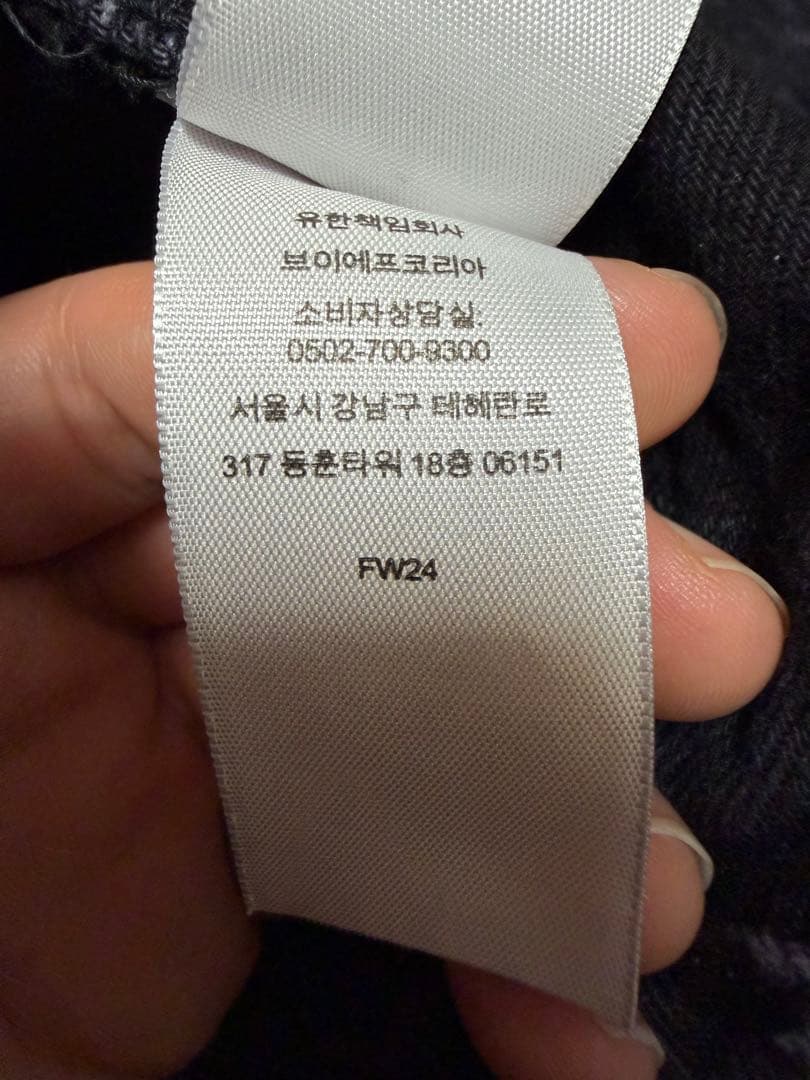 유한책임회사
브이에프코리아
소비자상담실.
0502-700-9300
서울시 강남구 테헤란로
317 동훈타워 18층 06151
FW24